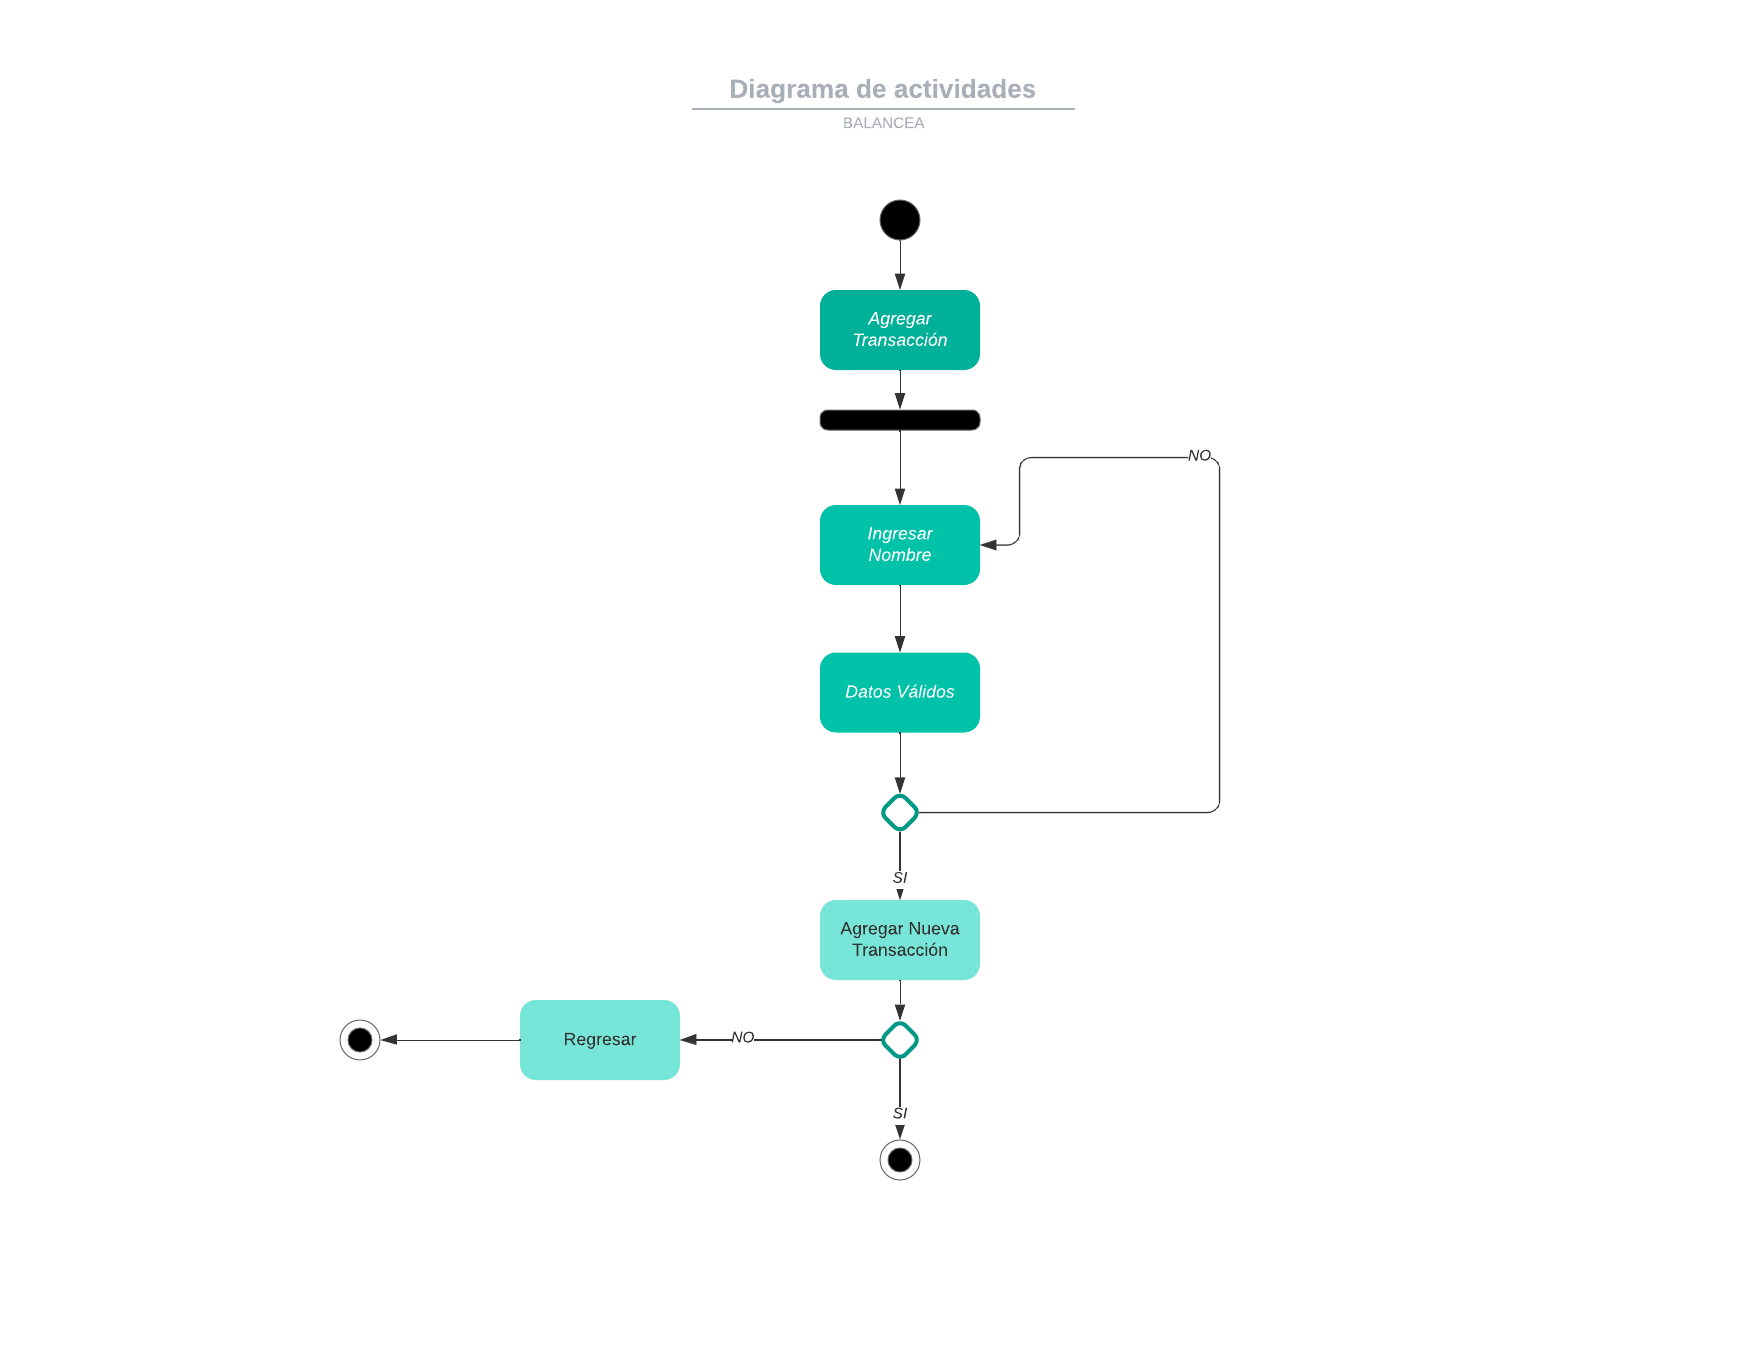 Diagrama de actividades
BALANCEA
Agregar
Transacción
NO
Ingresar
Nombre
Datos Válidos
SI
Agregar Nueva
Transacción
Regresar
NO
SI